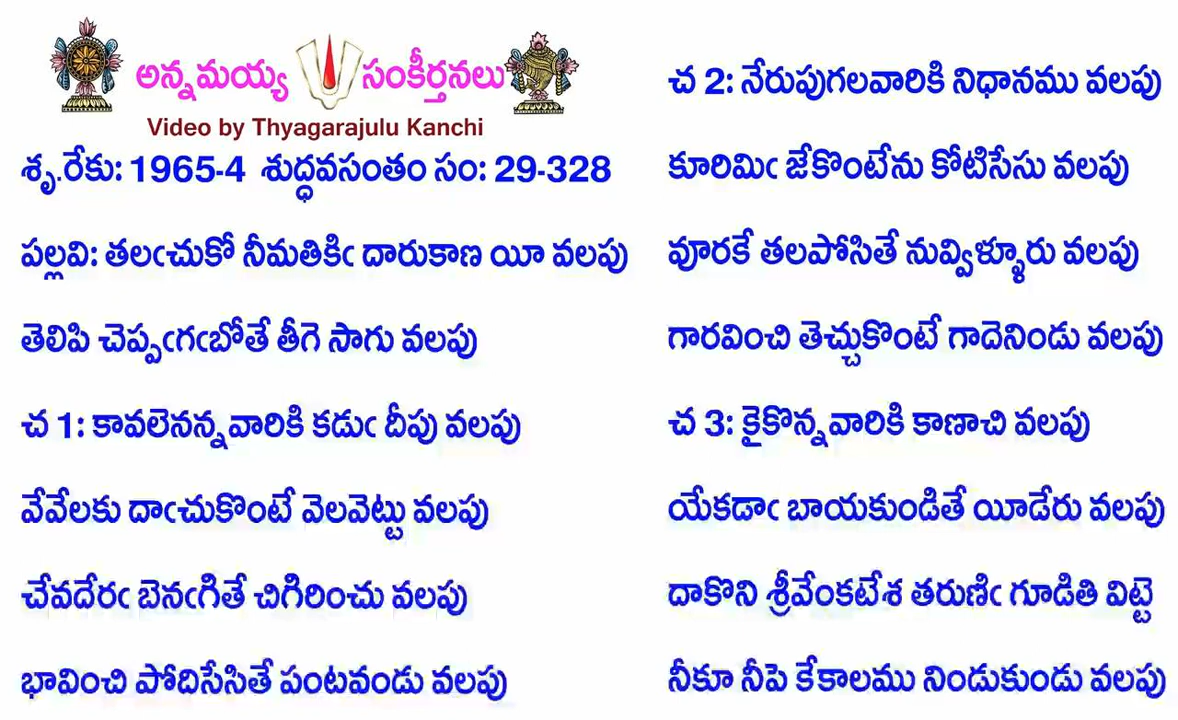 అన్నమయ్య సంకీర్తనలు
Video by Thyagarajulu Kanchi
శృ.రేకు: 1965-4 శుద్ధవసంతం సం: 29-328
పల్లవి: తలఁచుకో నీమతికిఁ దారుకాణ యీ వలపు
తెలిపి చెప్పఁగఁబోతే తీగె సాగు వలపు
చ 1: కావలెనన్నవారికి కడుఁ దీపు వలపు
వేవేలకు దాఁచుకొంటే వెలవెట్టు వలపు
చేవదేరఁ బెనఁగితే చిగిరించు వలపు
భావించి పోదిసేసితే పంటవండు వలపు
చ 2: నేరుపుగలవారికి నిధానము వలపు
కూరిమిఁ జేకొంటేను కోటిసేసు వలపు
వూరకే తలపోసితే నువ్విళ్ళూరు వలపు
గారవించి తెచ్చుకొంటే గాదెనిండు వలపు
చ 3: కైకొన్నవారికి కాణాచి వలపు
యేకడాఁ బాయకుండితే యీడేరు వలపు
దాకొని శ్రీవేంకటేశ తరుణిఁ గూడితి విట్టె
నీకూ నీపె కేకాలము నిండుకుండు వలపు